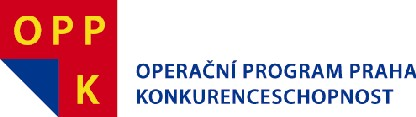 OPP
K
OPERAČNÍ PROGRAM PRAHA
KONKURENCESCHOPNOST